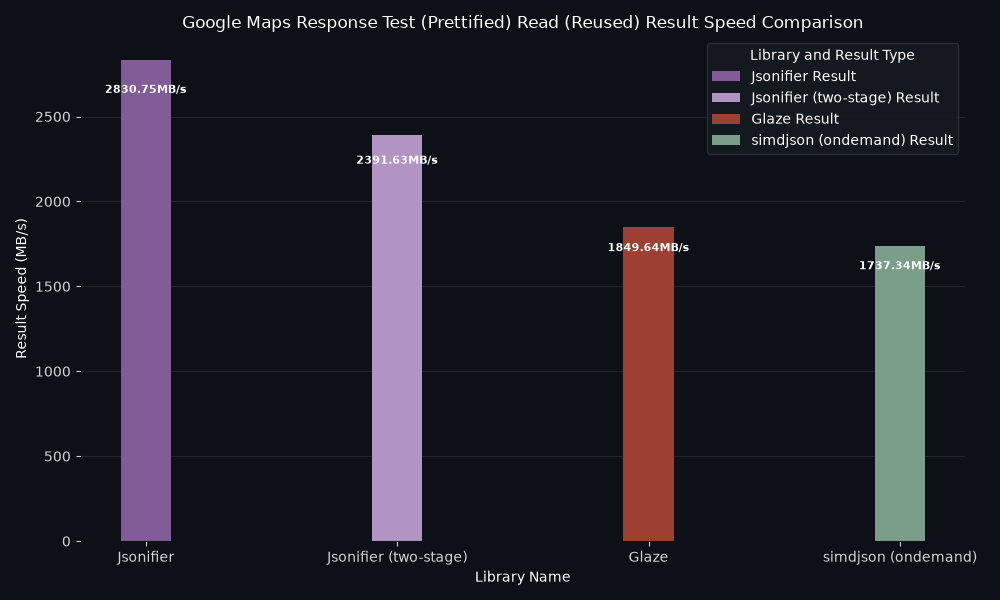 Google Maps Response Test (Prettified) Read (Reused) Result Speed Comparison
Library and Result Type
Jsonifier Result
Jsonifier (two-stage) Result
Glaze Result
simdjson (ondemand) Result
2830.75MB/s
2391.63MB/s
1849.64MB/s
1737.34MB/s
Result Speed (MB/s)
2500
2000
1500
1000
500
0
Jsonifier
Jsonifier (two-stage)
Glaze
simdjson (ondemand)
Library Name